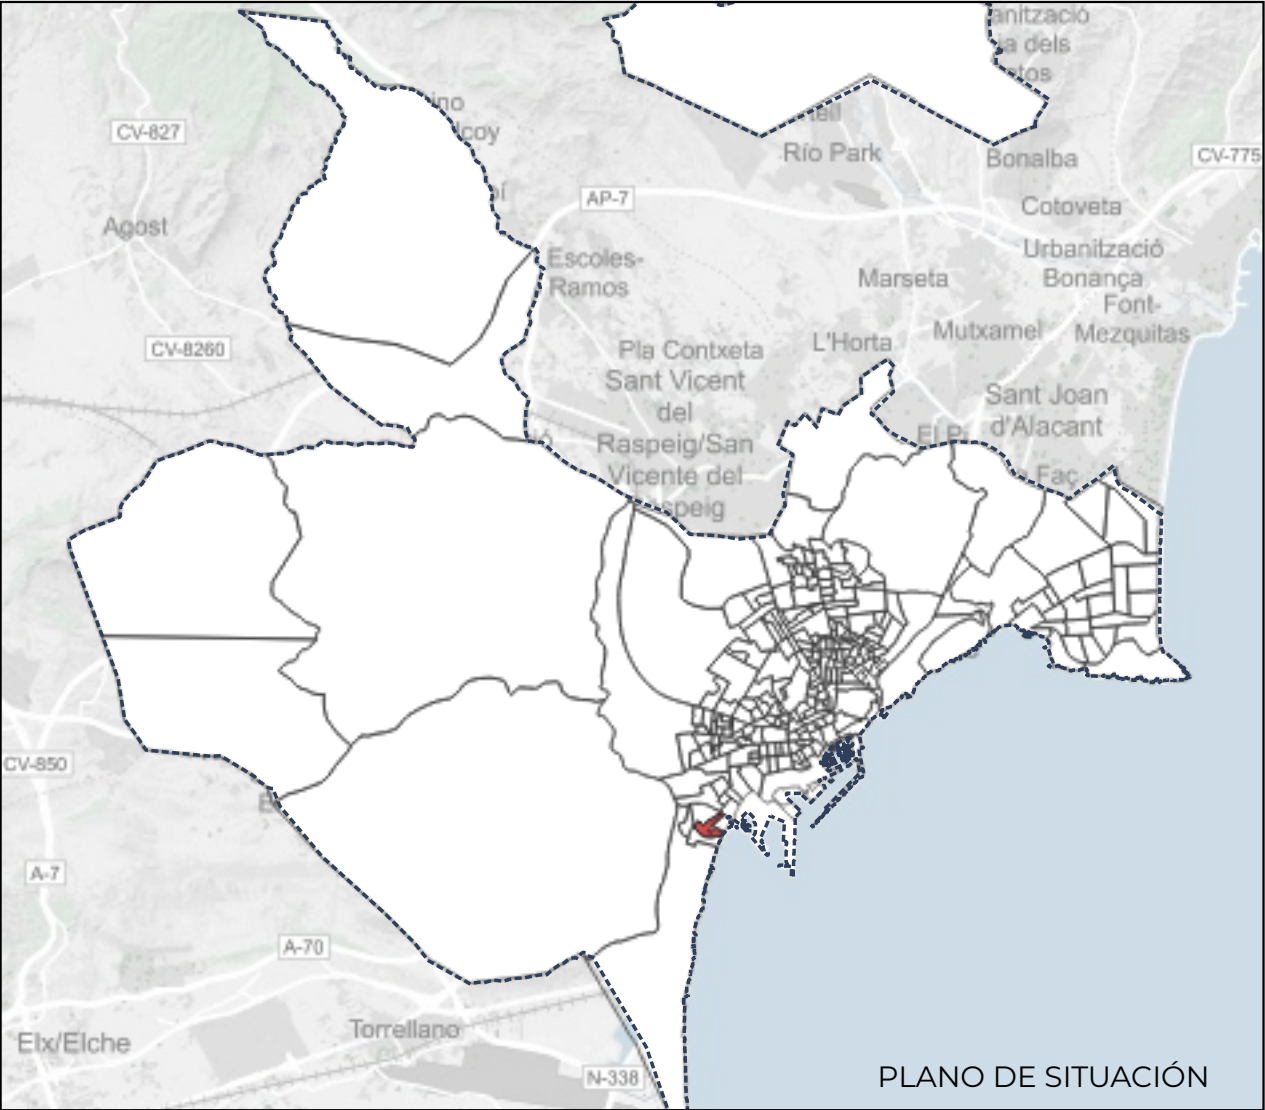 CV-827
Agost
CV-8260
AP-7
Escoles-
Ramos
Río Park
Bonalba
CV-775
Cotoveta
Urbanització
Bonança
Marseta
Font-
Mezquitas
L'Horta
Mutxamel
Pla Contxeta
Sant Vicent
del
Raspeig/San
Vicente del
Sant Joan
d'Alacant
CV-850
A-7
A-70
Elx/Elche
Torrellano
N-338
PLANO DE SITUACIÓN